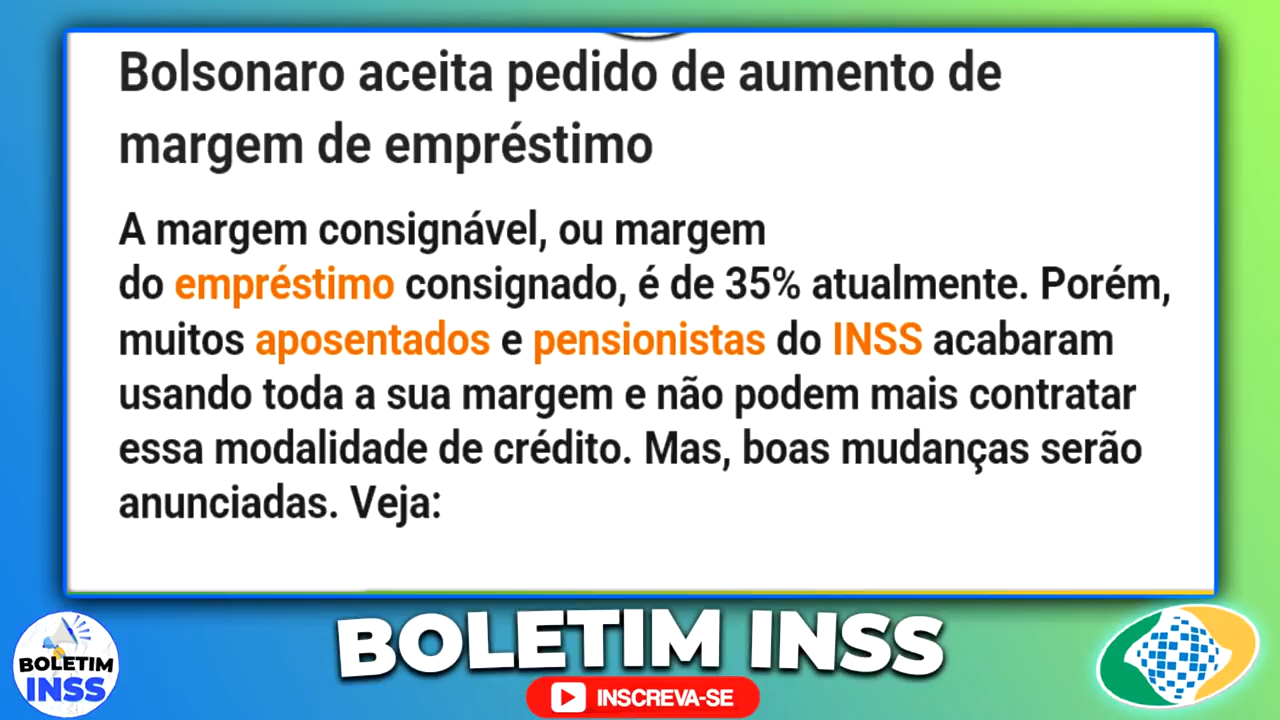 Bolsonaro aceita pedido de aumento de
margem de empréstimo
A margem consignável, ou margem
do empréstimo consignado, é de 35% atualmente. Porém,
muitos aposentados e pensionistas do INSS acabaram
usando toda a sua margem e não podem mais contratar
essa modalidade de crédito. Mas, boas mudanças serão
anunciadas. Veja:
BOLETIM INSS
BOLETIM
INSS
INSCREVA-SE